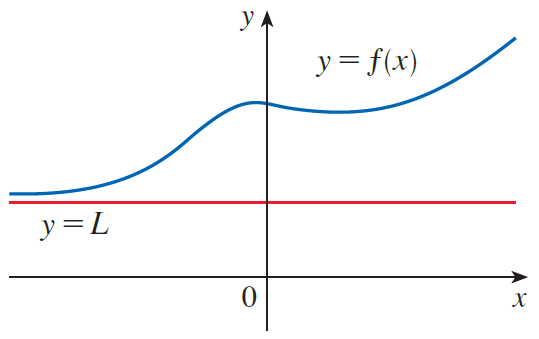 y
y = f(x)
y = L
0
x